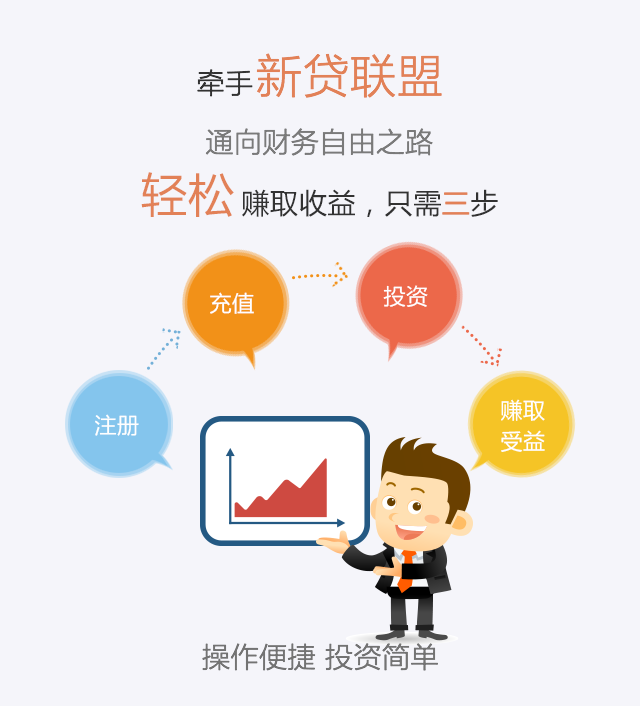 牵手新贷联盟
通向财务自由之路
轻松 赚取收益，只需三步
充值
投资
注册
赚取
受益
操作便捷 投资简单